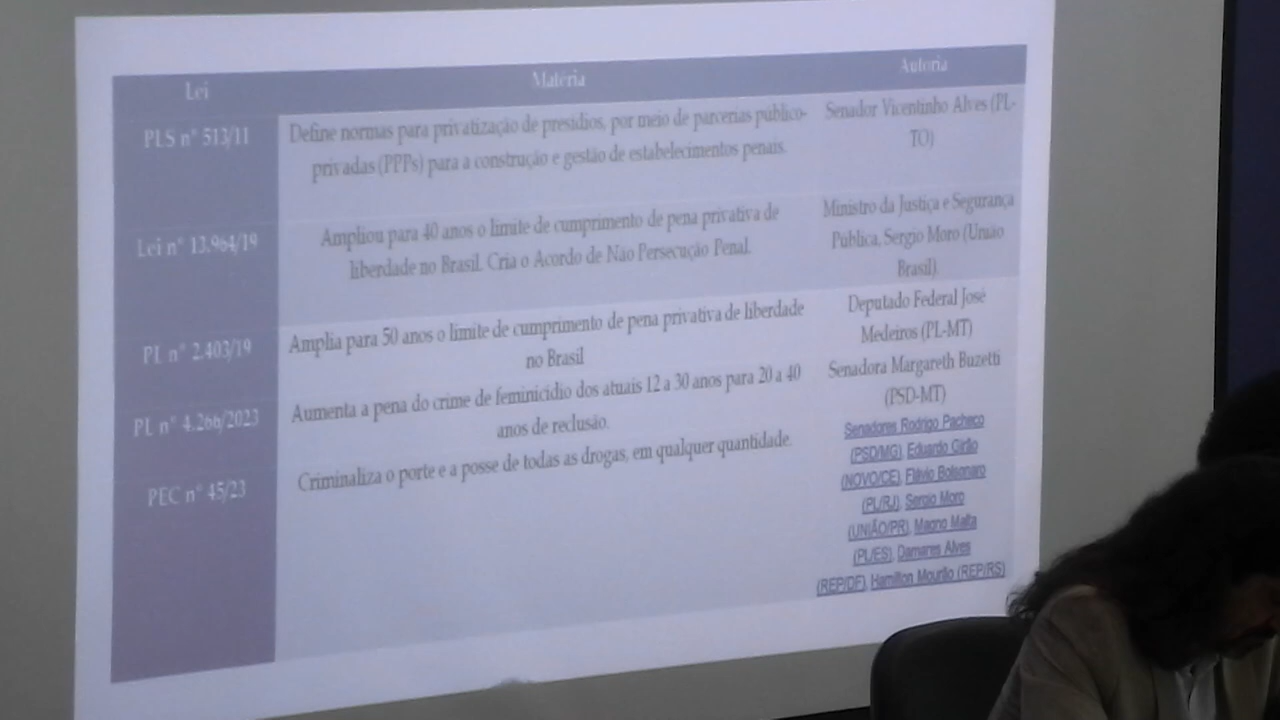 Lei Matéria Autoria
PLS n° 513/11
Define normas para privatização de presídios, por meio de parcerias público-
privadas (PPPs) para a construção e gestão de estabelecimentos penais.
Senador Vicentinho Alves (PL-
TO)
Lei n° 13.964/19
Ampliou para 40 anos o limite de cumprimento de pena privativa de
liberdade no Brasil. Cria o Acordo de Não Persecução Penal.
Ministro da Justiça e Segurança
Pública, Sergio Moro (União
Brasil)
PL n° 2.403/19
Amplia para 50 anos o limite de cumprimento de pena privativa de liberdade
no Brasil
Deputado Federal José
Medeiros (PL-MT)
PL n° 4.266/2023
Aumenta a pena do crime de feminicídio dos atuais 12 a 30 anos para 20 a 40
anos de reclusão.
Senadora Margareth Buzetti
(PSD-MT)
PEC n° 45/23
Criminaliza o porte e a posse de todas as drogas, em qualquer quantidade.
Senadores Rodrigo Pacheco
(PSD/MG), Eduardo Girão
(NOVO/CE), Flávio Bolsonaro
(PL/RJ), Sergio Moro
(UNIÃO/PR), Magno Malta
(PL/ES), Damares Alves
(REP/DF), Hamilton Mourão (REP/RS)